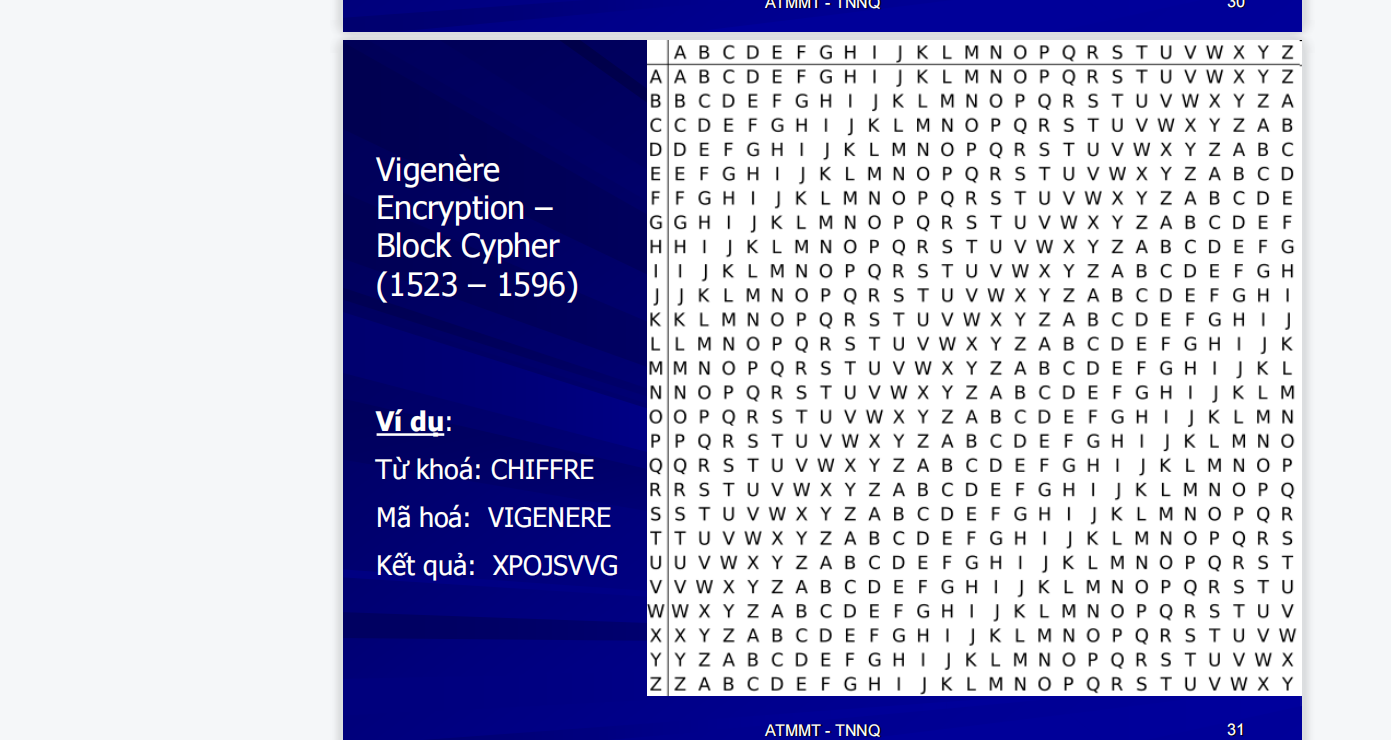 ATMMT - TNNQ 30
Vigenère
Encryption –
Block Cypher
(1523 – 1596)
Ví dụ:
Từ khoá: CHIFFRE
Mã hoá: VIGENERE
Kết quả: XPOJSVVG
A B C D E F G H I J K L M N O P Q R S T U V W X Y Z
A A B C D E F G H I J K L M N O P Q R S T U V W X Y Z
B B C D E F G H I J K L M N O P Q R S T U V W X Y Z A
C C D E F G H I J K L M N O P Q R S T U V W X Y Z A B
D D E F G H I J K L M N O P Q R S T U V W X Y Z A B C
E E F G H I J K L M N O P Q R S T U V W X Y Z A B C D
F F G H I J K L M N O P Q R S T U V W X Y Z A B C D E
G G H I J K L M N O P Q R S T U V W X Y Z A B C D E F
H H I J K L M N O P Q R S T U V W X Y Z A B C D E F G
I I J K L M N O P Q R S T U V W X Y Z A B C D E F G H
J J K L M N O P Q R S T U V W X Y Z A B C D E F G H I
K K L M N O P Q R S T U V W X Y Z A B C D E F G H I J
L L M N O P Q R S T U V W X Y Z A B C D E F G H I J K
M M N O P Q R S T U V W X Y Z A B C D E F G H I J K L
N N O P Q R S T U V W X Y Z A B C D E F G H I J K L M
O O P Q R S T U V W X Y Z A B C D E F G H I J K L M N
P P Q R S T U V W X Y Z A B C D E F G H I J K L M N O
Q Q R S T U V W X Y Z A B C D E F G H I J K L M N O P
R R S T U V W X Y Z A B C D E F G H I J K L M N O P Q
S S T U V W X Y Z A B C D E F G H I J K L M N O P Q R
T T U V W X Y Z A B C D E F G H I J K L M N O P Q R S
U U V W X Y Z A B C D E F G H I J K L M N O P Q R S T
V V W X Y Z A B C D E F G H I J K L M N O P Q R S T U
W W X Y Z A B C D E F G H I J K L M N O P Q R S T U V
X X Y Z A B C D E F G H I J K L M N O P Q R S T U V W
Y Y Z A B C D E F G H I J K L M N O P Q R S T U V W X
Z Z A B C D E F G H I J K L M N O P Q R S T U V W X Y
ATMMT - TNNQ 31